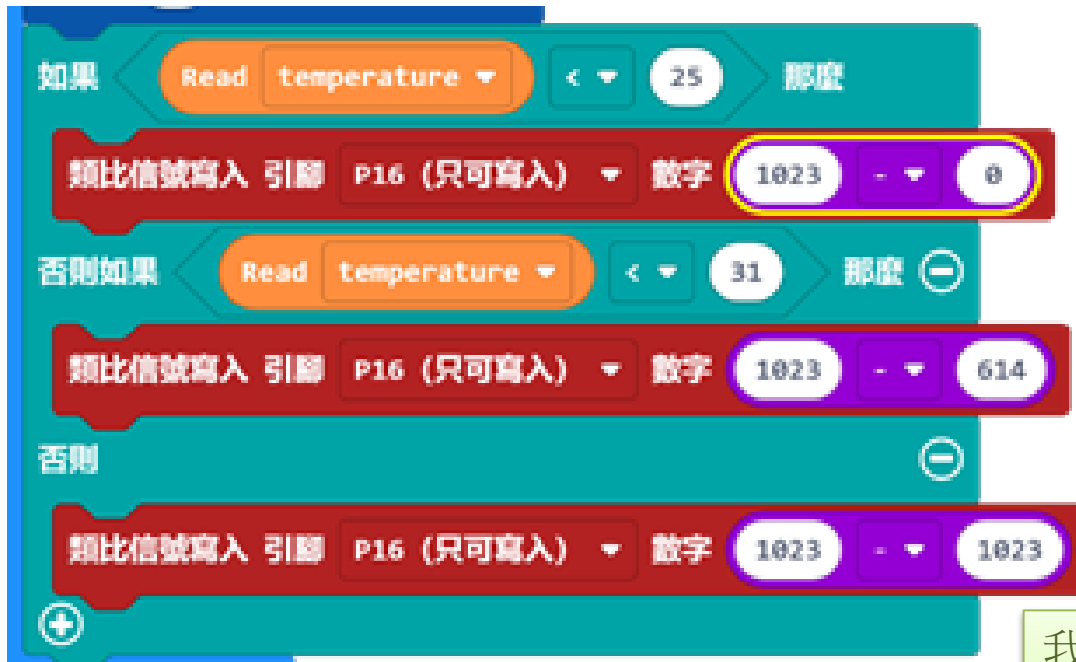 如果 Read temperature < 25 那麼
類比信號寫入 引腳 P16 (只可寫入) 數字 1023 - 0
否則如果 Read temperature < 31 那麼
類比信號寫入 引腳 P16 (只可寫入) 數字 1023 - 614
否則
類比信號寫入 引腳 P16 (只可寫入) 數字 1023 - 1023